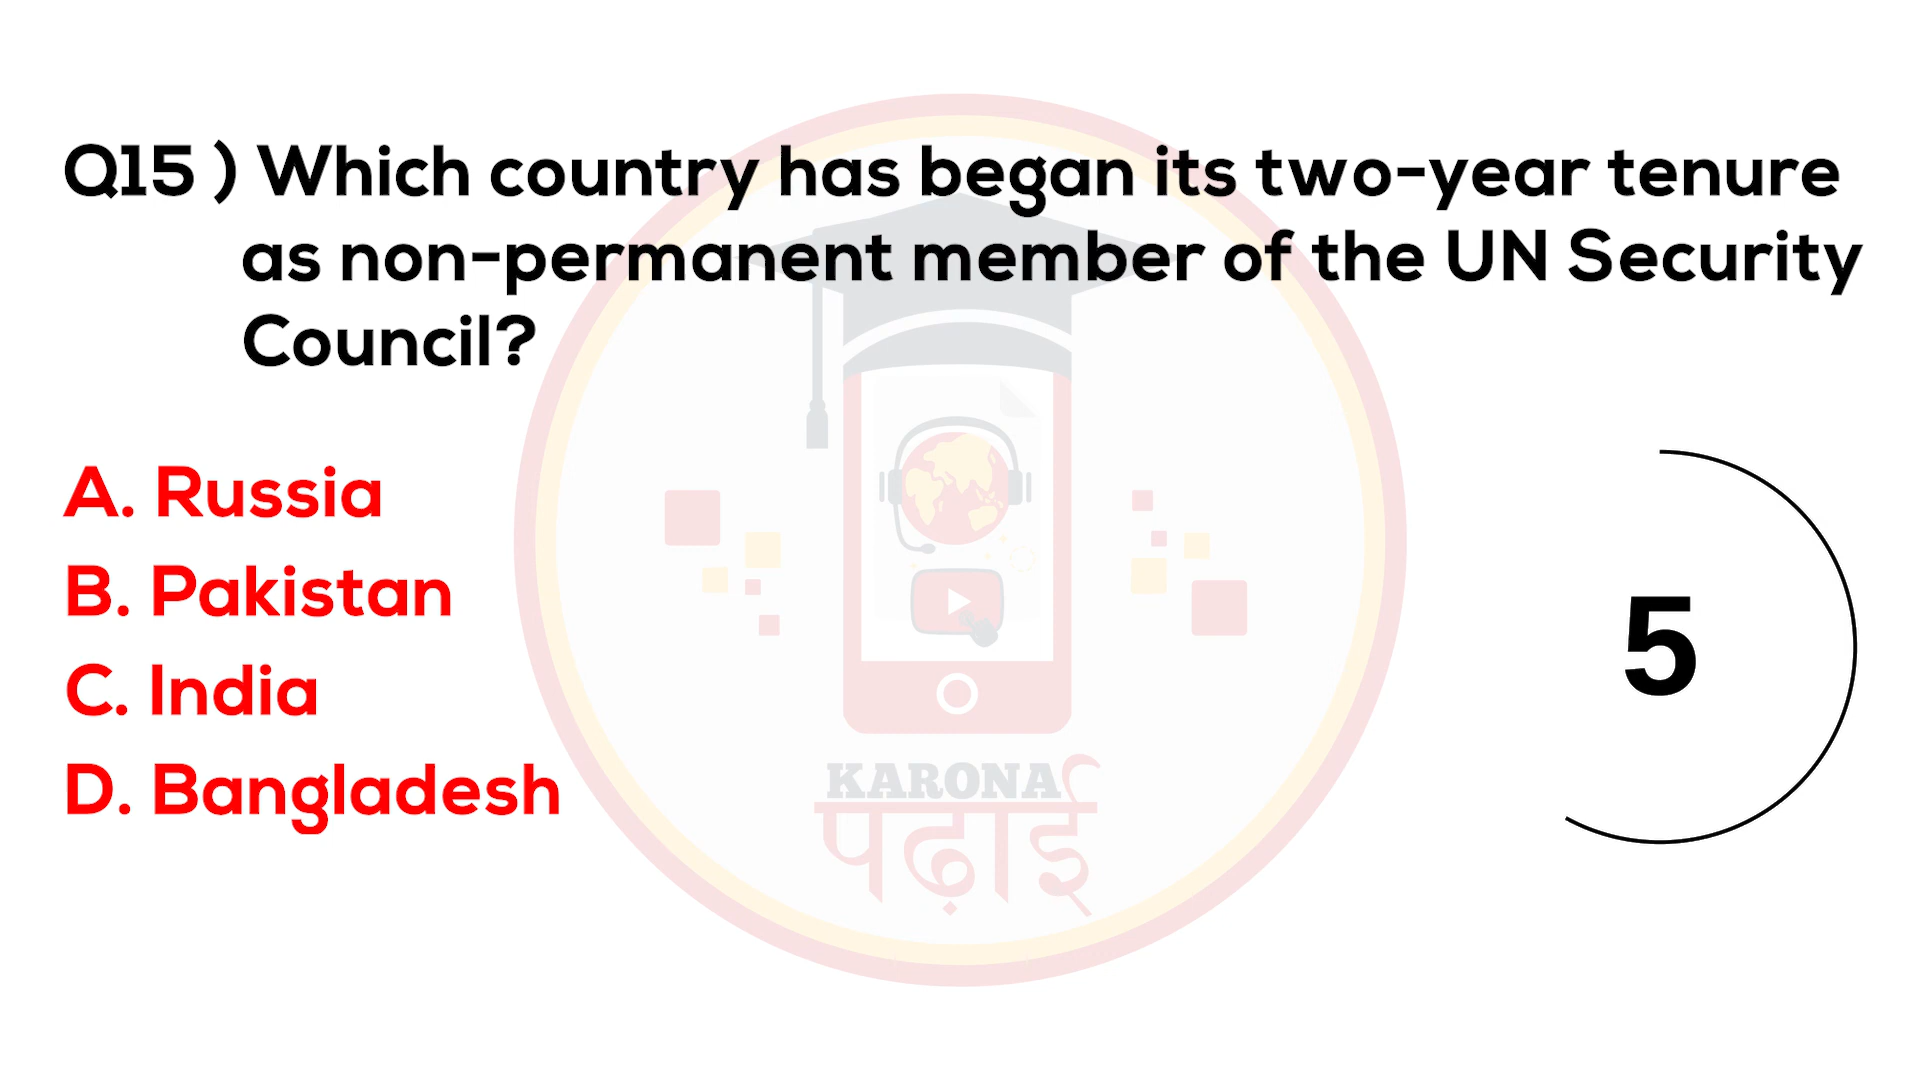 Q15 ) Which country has began its two-year tenure
as non-permanent member of the UN Security
Council?
A. Russia
B. Pakistan
C. India
D. Bangladesh
5
KARONA
पढ़ाई